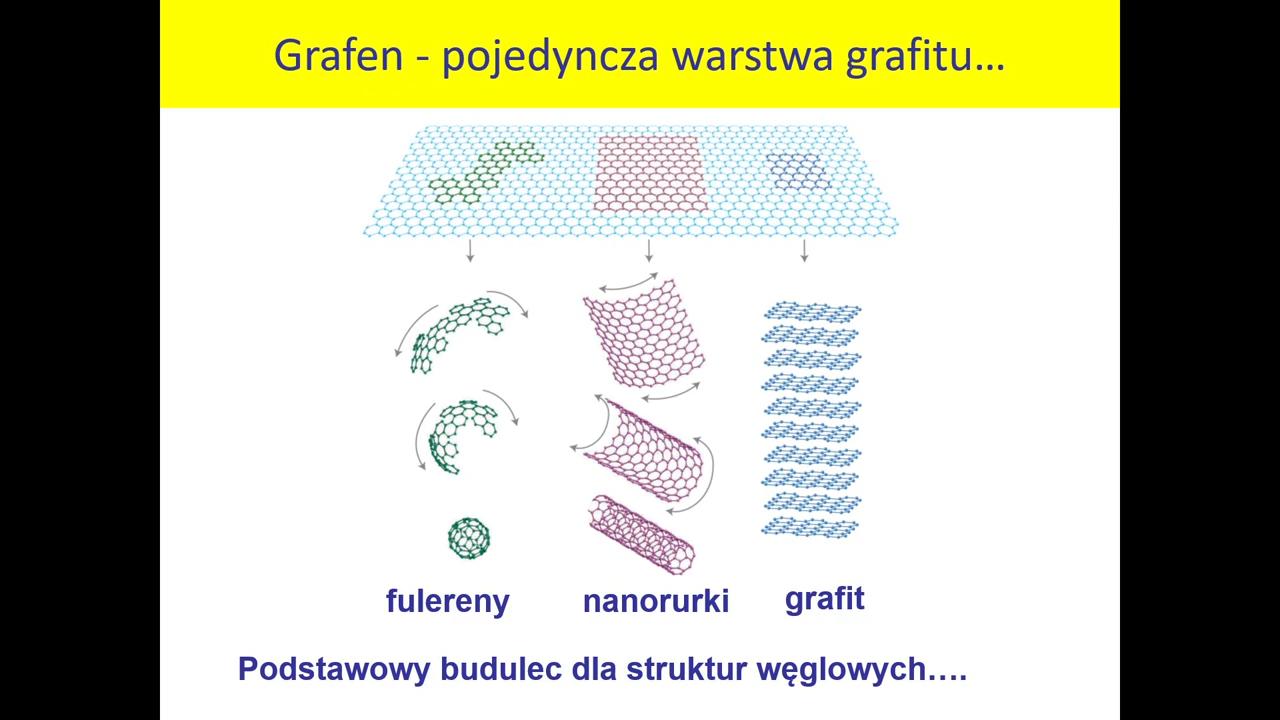 Grafen - pojedyncza warstwa grafitu...
fulereny nanorurki grafit
Podstawowy budulec dla struktur węglowych....